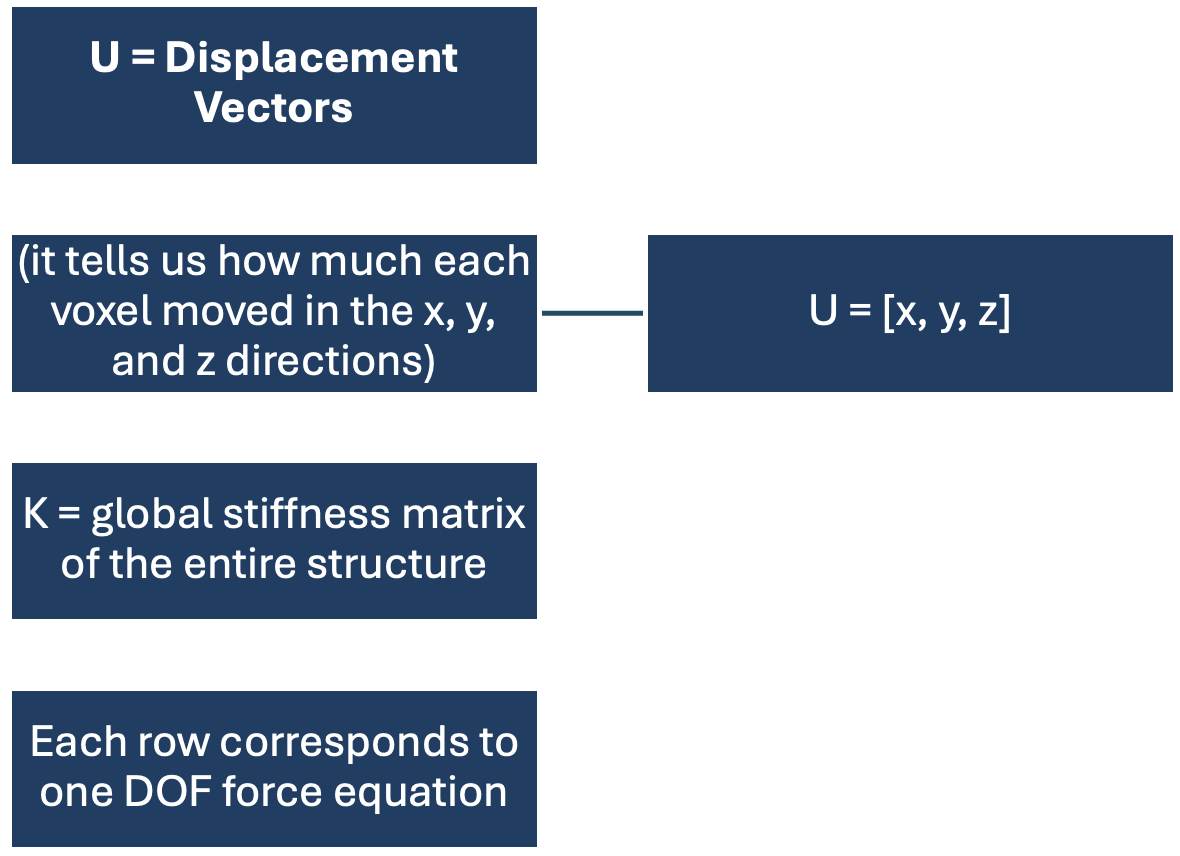 U = Displacement
Vectors
(it tells us how much each
voxel moved in the x, y,
and z directions)
U = [x, y, z]
K = global stiffness matrix
of the entire structure
Each row corresponds to
one DOF force equation